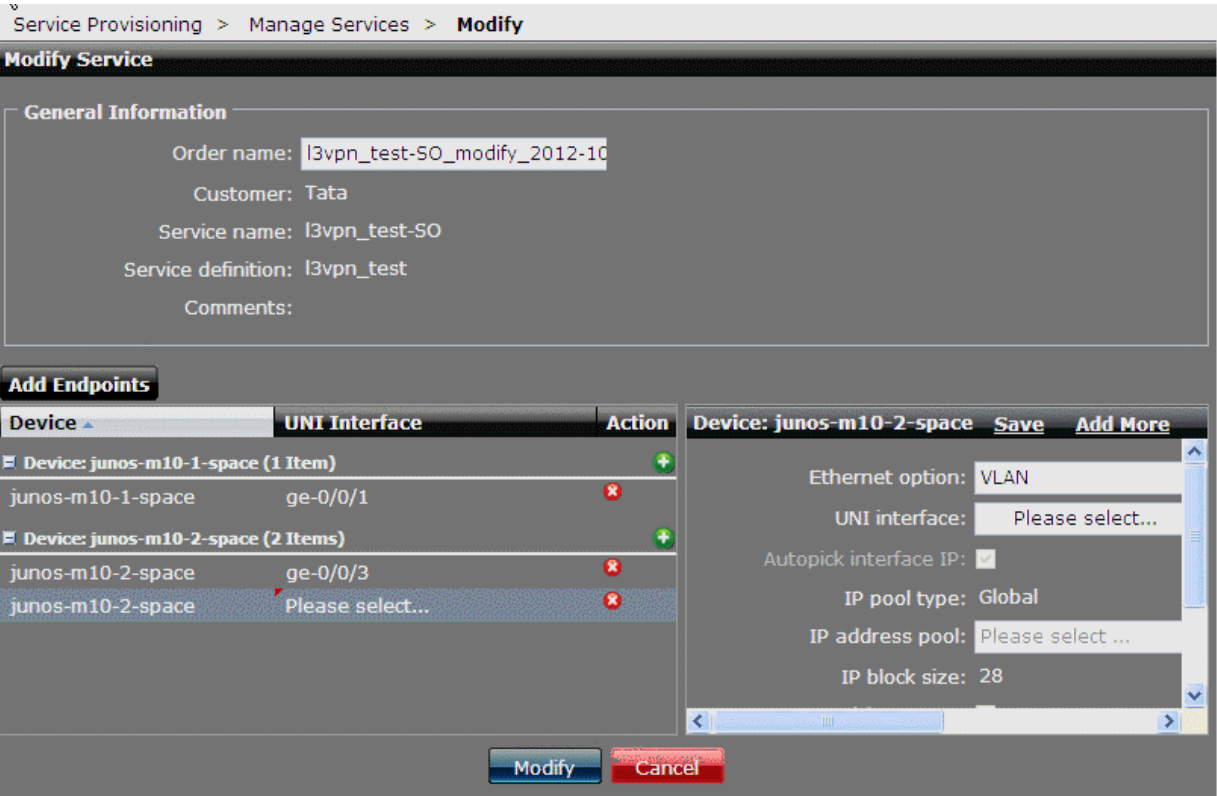 Service Provisioning > Manage Services > Modify
Modify Service
General Information
Order name: l3vpn_test-SO_modify_2012-10
Customer: Tata
Service name: l3vpn_test-SO
Service definition: l3vpn_test
Comments:
Add Endpoints
Device UNI Interface Action
Device: junos-m10-1-space (1 Item)
junos-m10-1-space ge-0/0/1
Device: junos-m10-2-space (2 Items)
junos-m10-2-space ge-0/0/3
junos-m10-2-space Please select...
Device: junos-m10-2-space Save Add More
Ethernet option: VLAN
UNI interface: Please select...
Autopick interface IP:
IP pool type: Global
IP address pool: Please select ...
IP block size: 28
Modify Cancel